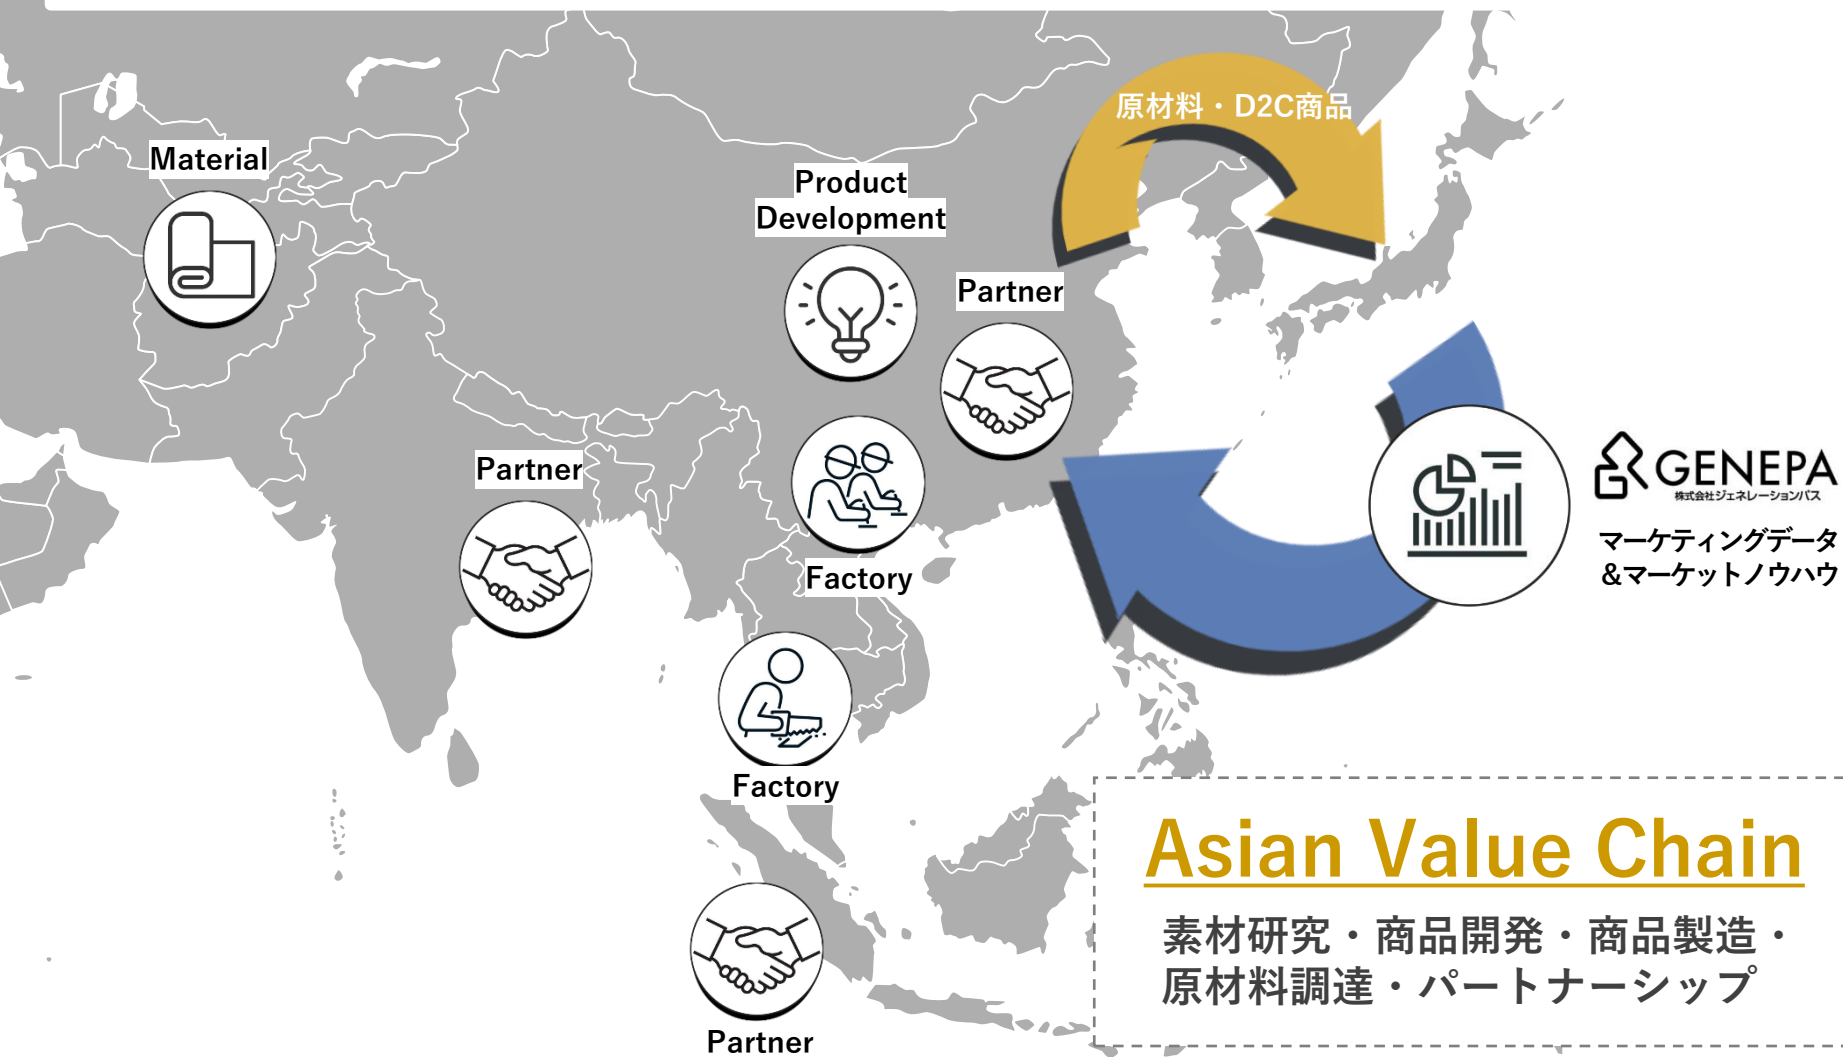 原材料・D2C商品
Material
Product
Development
Partner
Partner
Factory
Factory
Partner
GENEPA
株式会社ジェネレーションパス
マーケティングデータ
&マーケットノウハウ
Asian Value Chain
素材研究・商品開発・商品製造・
原材料調達・パートナーシップ